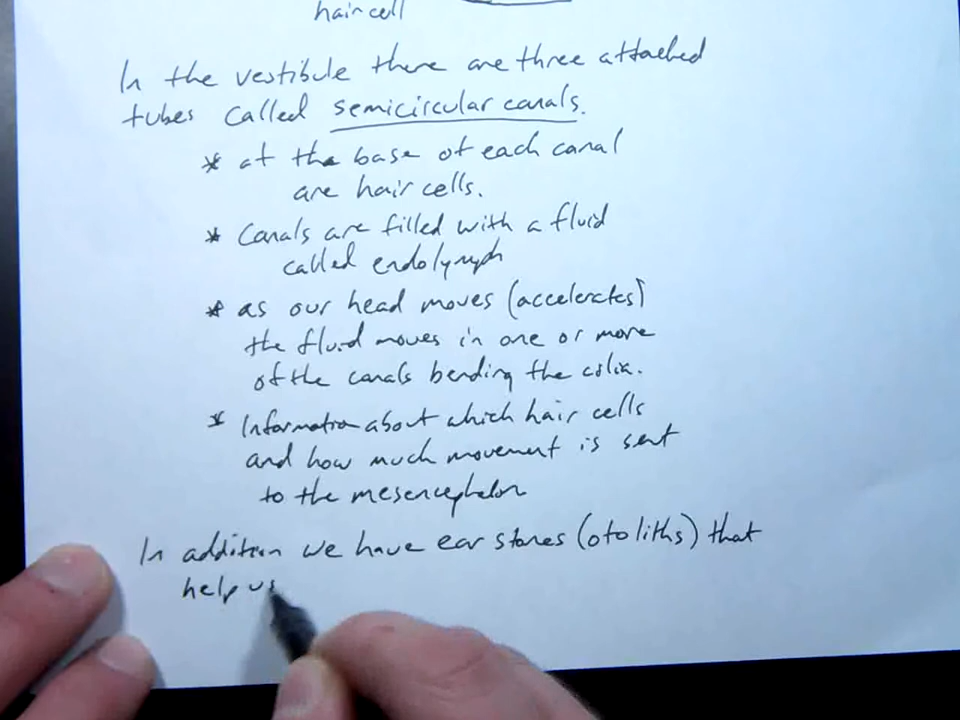 hair cell
In the vestibule there are three attached
tubes called semicircular canals.
* at the base of each canal
are hair cells.
* Canals are filled with a fluid
called endolymph
* as our head moves (accelerates)
the fluid moves in one or more
of the canals bending the cilia.
* Information about which hair cells
and how much movement is sent
to the mesencephalon
In addition we have ear stones (otoliths) that
help us